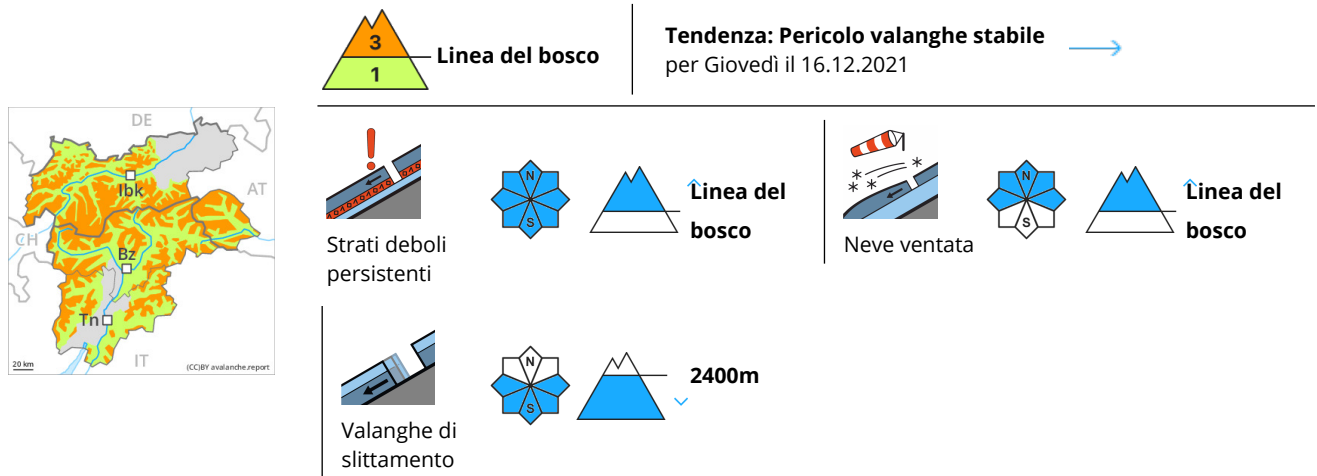 3
1
Linea del bosco
Tendenza: Pericolo valanghe stabile
per Giovedì il 16.12.2021
DE
AT
CH
IT
Ibk
Bz
Tn
20 km
(CC)BY avalanche.report
Strati deboli
persistenti
N
S
Linea del
bosco
Neve ventata
N
S
Linea del
bosco
Valanghe di
slittamento
N
S
2400m